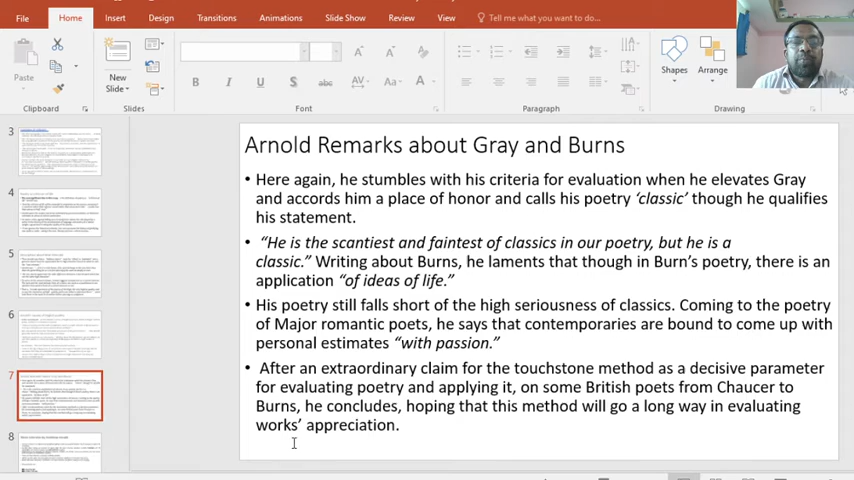 Home
Insert
Design
Transitions
Animations
Slide Show
Review
View
Tell me what you want to do...
Paste
New
Slide
B
I
U
S
abc
AV
Aa
A
Shapes
Arrange
Clipboard
Slides
Font
Paragraph
Drawing
3
4
5
6
7
8
Arnold Remarks about Gray and Burns
• Here again, he stumbles with his criteria for evaluation when he elevates Gray
and accords him a place of honor and calls his poetry ‘classic’ though he qualifies
his statement.
• “He is the scantiest and faintest of classics in our poetry, but he is a
classic.” Writing about Burns, he laments that though in Burn’s poetry, there is an
application “of ideas of life.”
• His poetry still falls short of the high seriousness of classics. Coming to the poetry
of Major romantic poets, he says that contemporaries are bound to come up with
personal estimates “with passion.”
• After an extraordinary claim for the touchstone method as a decisive parameter
for evaluating poetry and applying it, on some British poets from Chaucer to
Burns, he concludes, hoping that this method will go a long way in evaluating
works’ appreciation.